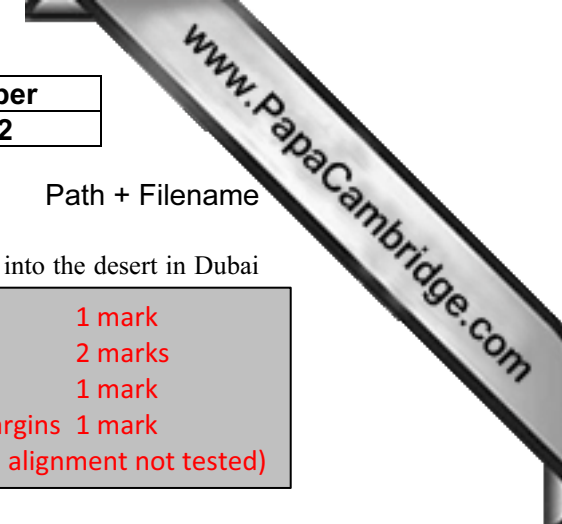 per
2
www.PapaCambridge.com
Path + Filename
into the desert in Dubai
1 mark
2 marks
1 mark
argins 1 mark
alignment not tested)